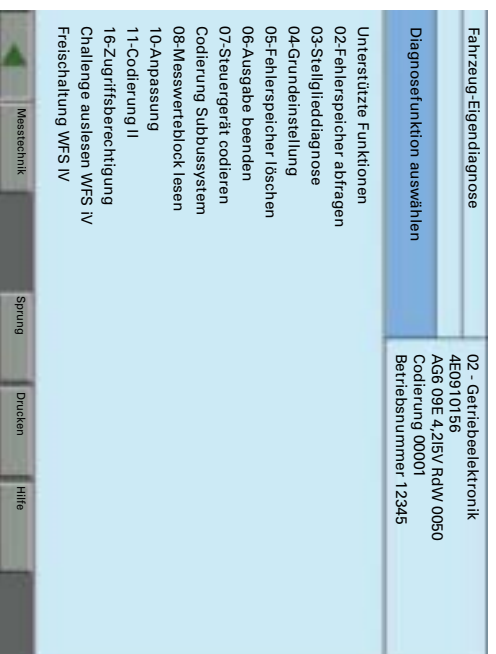 Fahrzeug-Eigendiagnose
Diagnosefunktion auswählen
02 - Getriebeelektronik
4E0910156
AG6 09E 4,2l5V RdW 0050
Codierung 00001
Betriebsnummer 12345
Unterstützte Funktionen
02-Fehlerspeicher abfragen
03-Stellglieddiagnose
04-Grundeinstellung
05-Fehlerspeicher löschen
06-Ausgabe beenden
07-Steuergerät codieren
Codierung Subbussystem
08-Messwerteblock lesen
10-Anpassung
11-Codierung II
16-Zugriffsberechtigung
Challenge auslesen WFS iV
Freischaltung WFS IV
Messtechnik
Sprung
Drucken
Hilfe